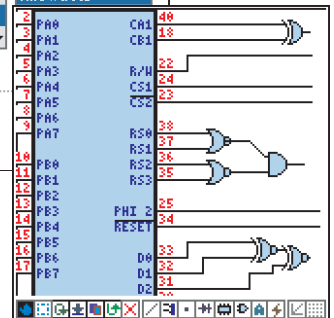 2 PA0 CA1 40
3 PA1 CB1 18
4 PA2
5 PA3 R/W 22
6 PA4 CS1 24
7 PA5 CS2 23
8 PA6
9 PA7 RS0 38
RS1 37
10 PB0 RS2 36
11 PB1 RS3 35
12 PB2
13 PB3 PHI 2 25
14 PB4 RESET 34
15 PB5
16 PB6 D0 33
17 PB7 D1 32
D2 31